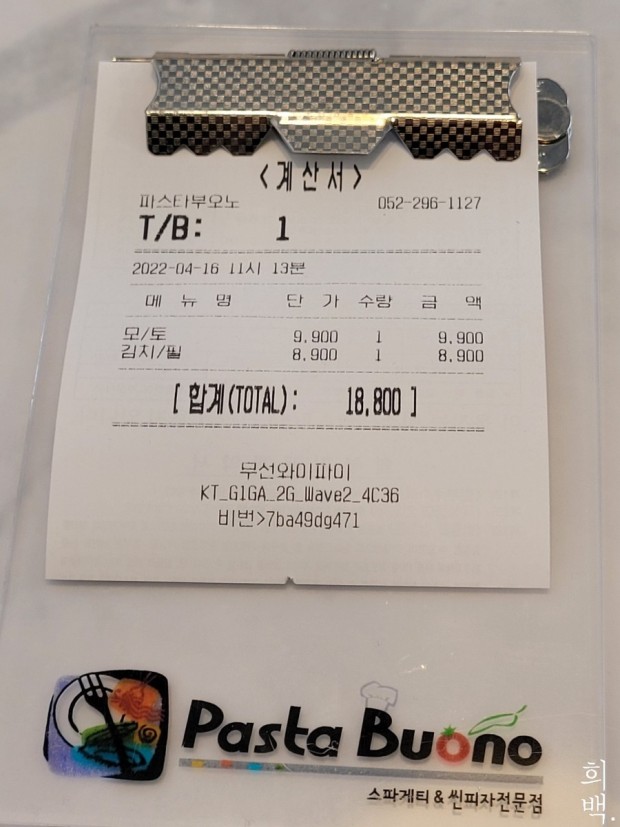 <계산서>
파스타부오노 052-296-1127
T/B: 1
2022-04-16 11시 13분
메 뉴 명 단 가 수량 금 액
모/토 9,900 1 9,900
김치/필 8,900 1 8,900
[ 합계(TOTAL): 18,800 ]
무선와이파이
KT_GIGA_2G_Wave2_4C36
비번>7ba49dg471
Pasta Buono
스파게티 & 씬피자전문점
희
백.